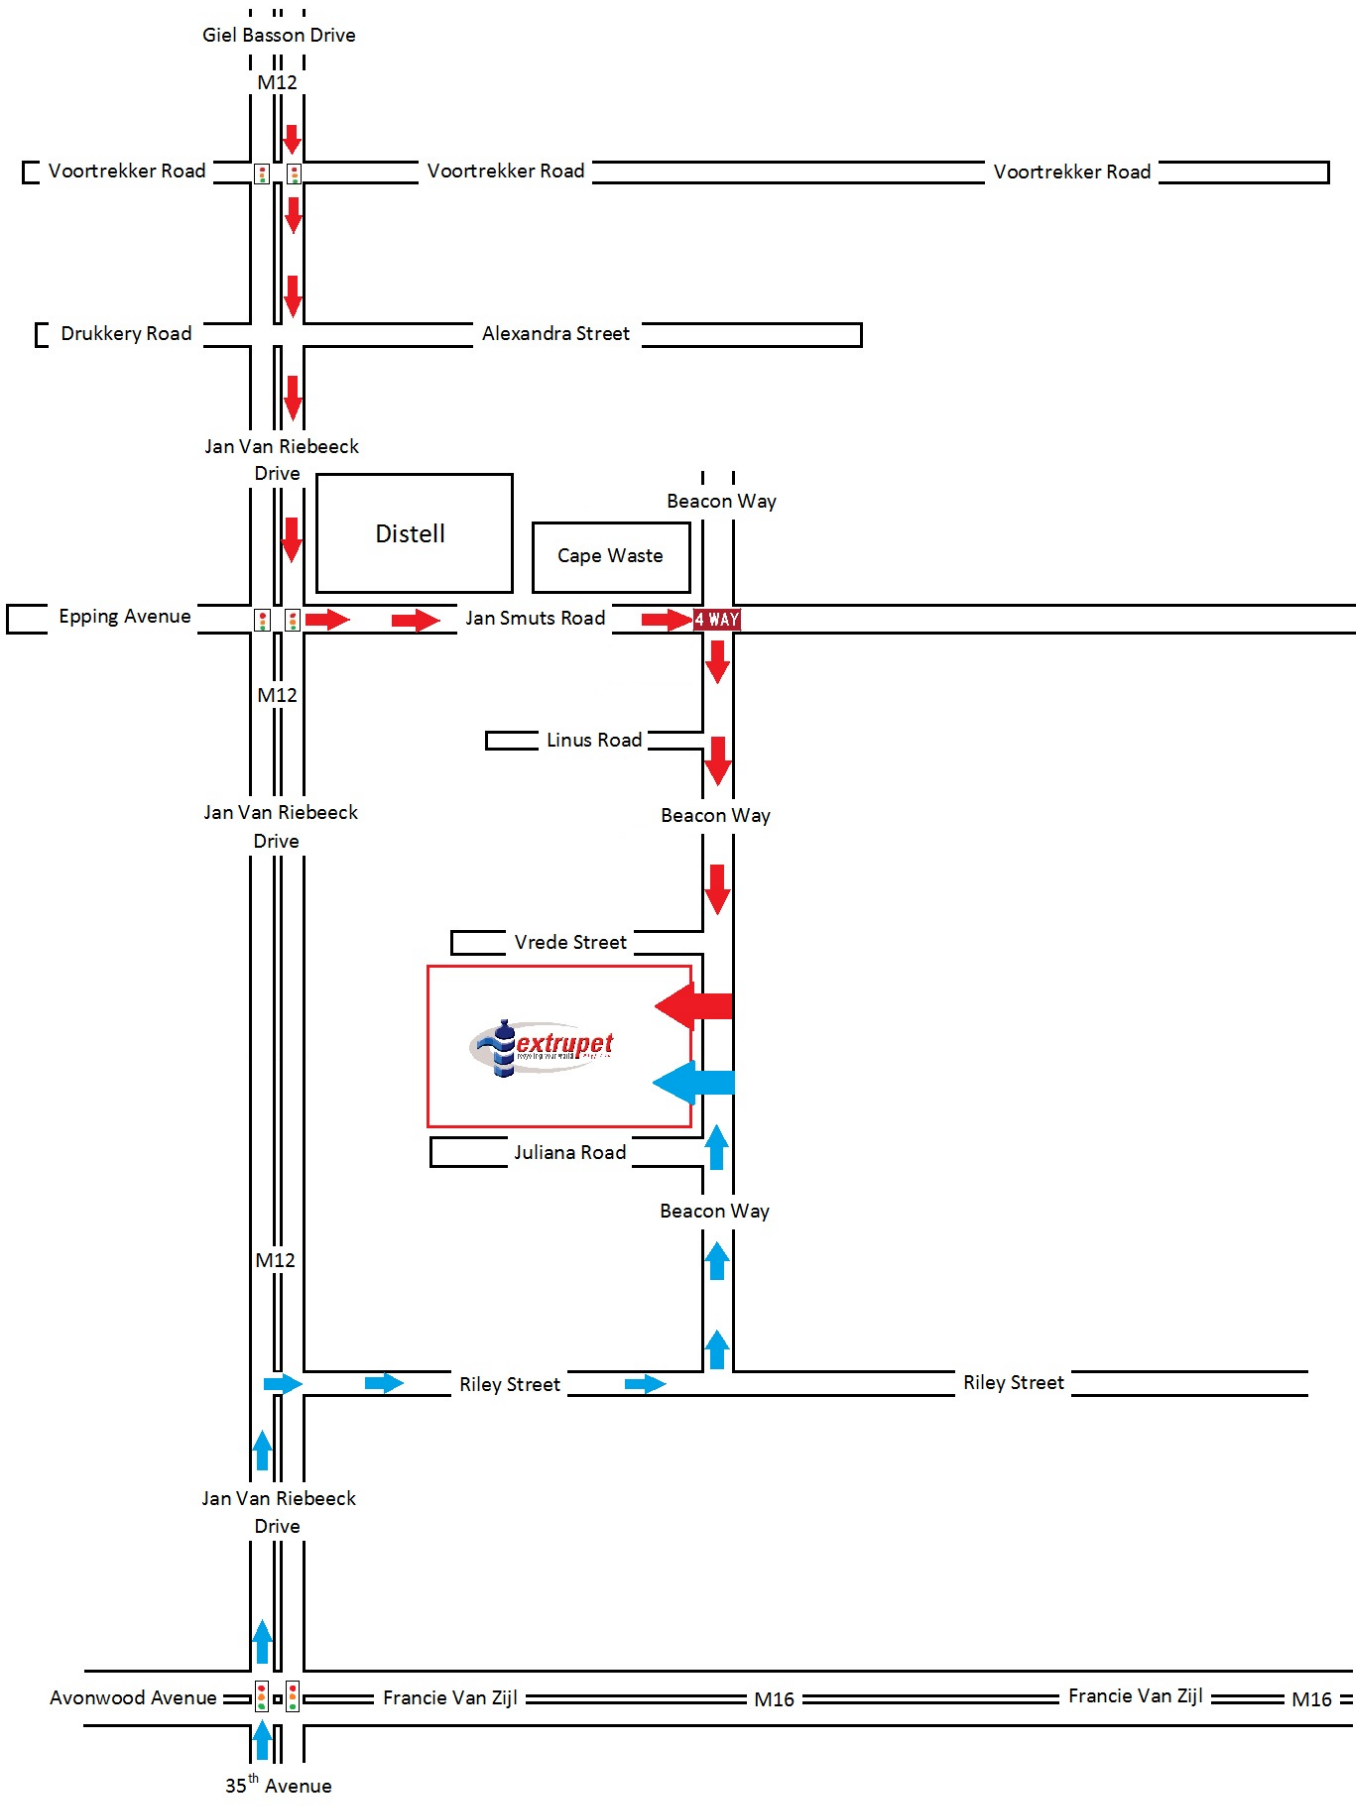 Giel Basson Drive
M12
Voortrekker Road
Voortrekker Road
Voortrekker Road
Drukkery Road
Alexandra Street
Jan Van Riebeeck
Drive
Beacon Way
Distell
Cape Waste
Epping Avenue
Jan Smuts Road
4 WAY
M12
Linus Road
Jan Van Riebeeck
Drive
Beacon Way
Vrede Street
extrupet
recycling your world
Juliana Road
Beacon Way
M12
Riley Street
Riley Street
Jan Van Riebeeck
Drive
Avonwood Avenue
Francie Van Zijl
M16
Francie Van Zijl
M16
35th Avenue